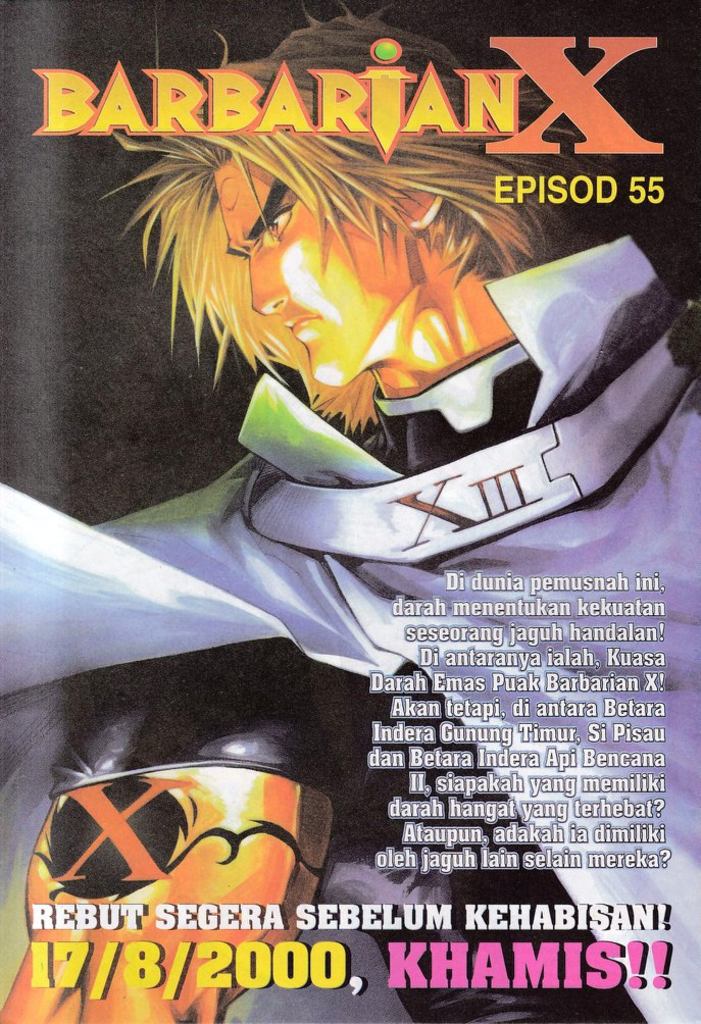 BARBARIAN X
EPISOD 55
XIII
Di dunia pemusnah ini,
darah menentukan kekuatan
seseorang jaguh handalan!
Di antaranya ialah, Kuasa
Darah Emas Puak Barbarian X!
Akan tetapi, di antara Betara
Indera Gunung Timur, Si Pisau
dan Betara Indera Api Bencana
II, siapakah yang memiliki
darah hangat yang terhebat?
Ataupun, adakah ia dimiliki
oleh jaguh lain selain mereka?
X
REBUT SEGERA SEBELUM KEHABISAN!
17/8/2000, KHAMIS!!